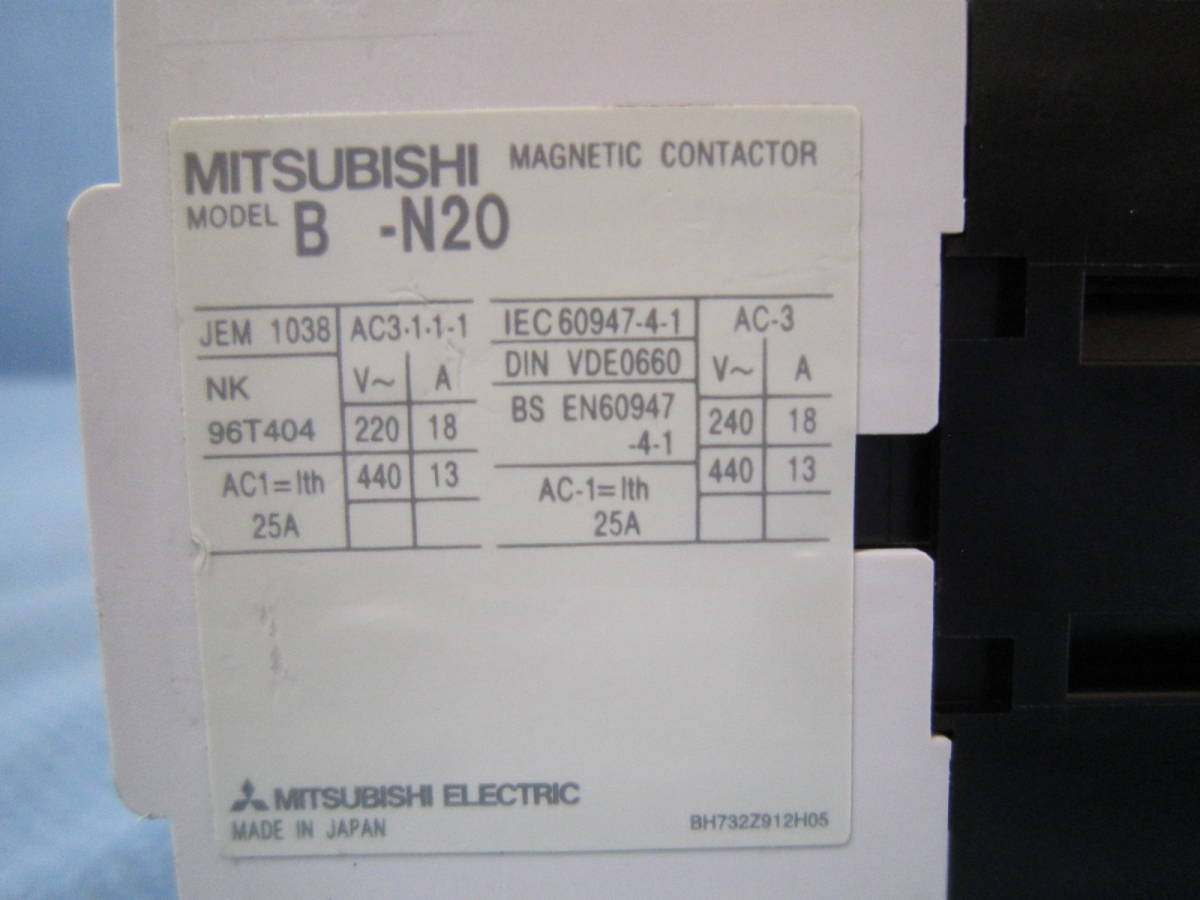 MITSUBISHI MAGNETIC CONTACTOR
MODEL B -N20
JEM 1038 AC3·1·1-1
NK V~ A
96T404 220 18
AC1=Ith 440 13
25A
IEC 60947-4-1 AC-3
DIN VDE0660 V~ A
BS EN60947 240 18
-4-1
AC-1=Ith 440 13
25A
MITSUBISHI ELECTRIC
MADE IN JAPAN BH732Z912H05